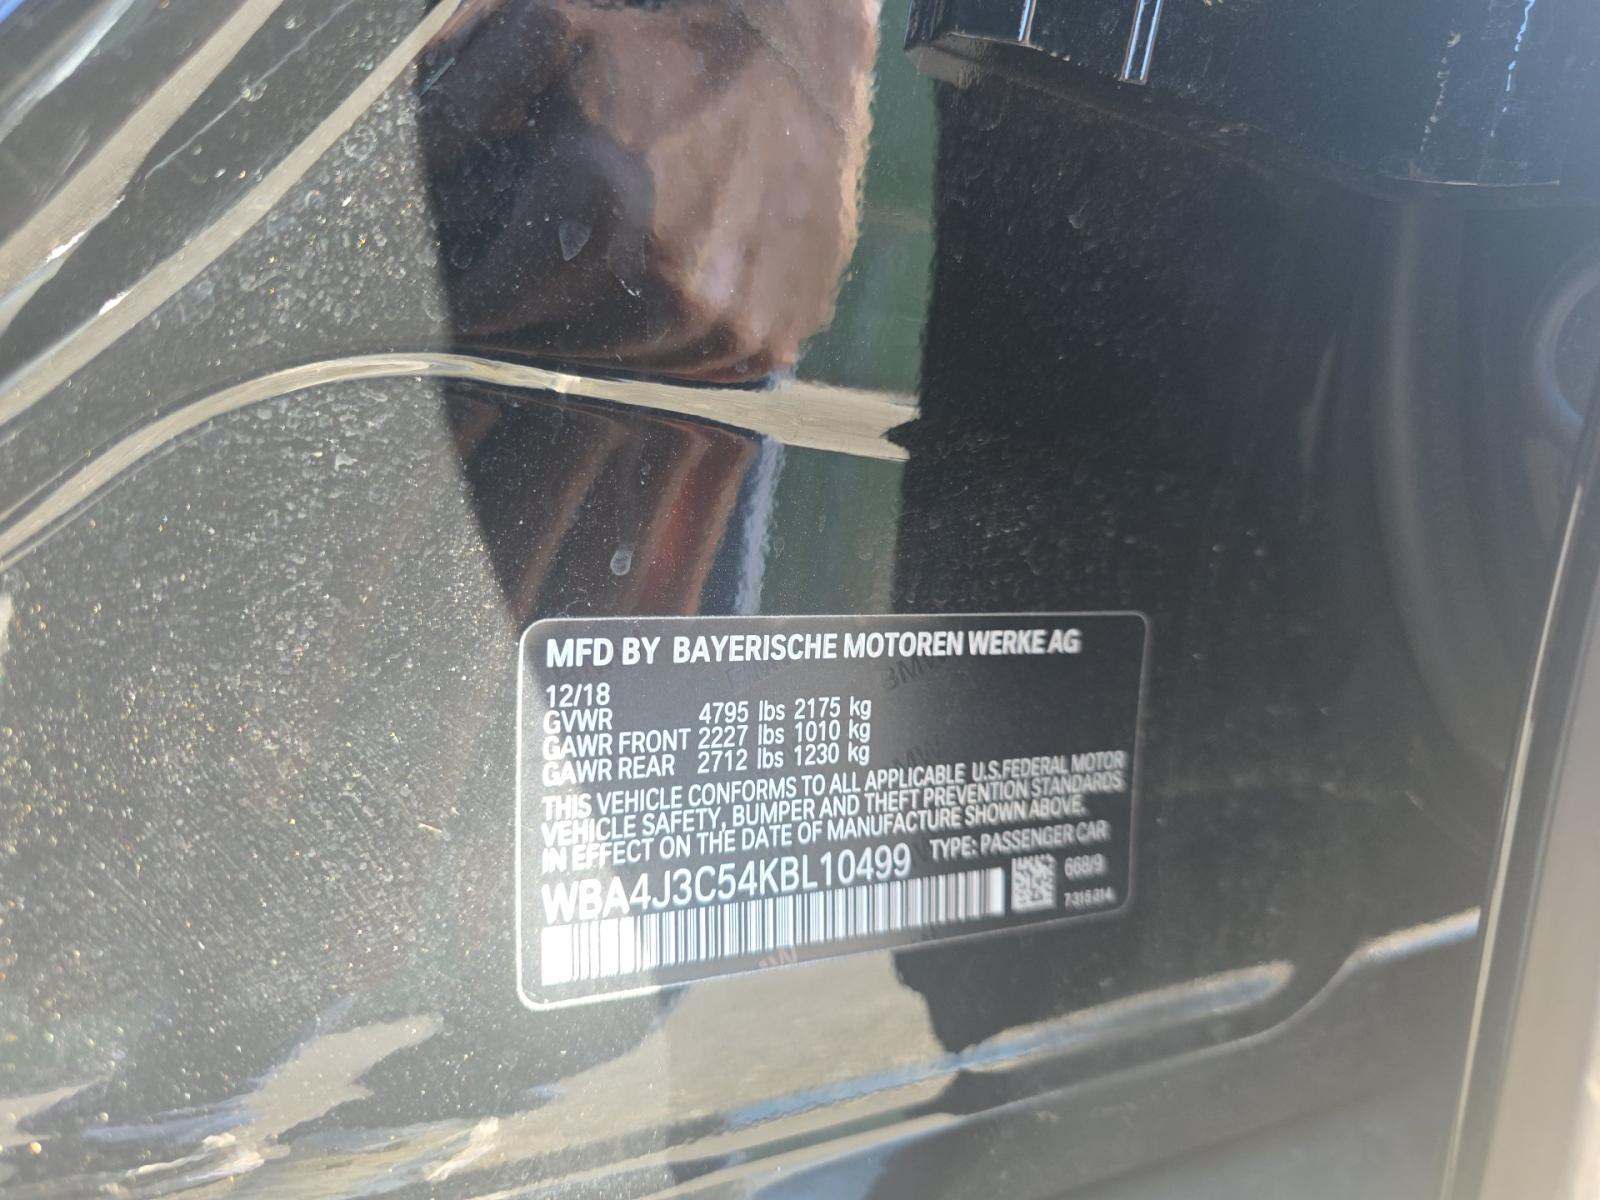 MFD BY BAYERISCHE MOTOREN WERKE AG
12/18
GVWR 4795 lbs 2175 kg
GAWR FRONT 2227 lbs 1010 kg
GAWR REAR 2712 lbs 1230 kg
THIS VEHICLE CONFORMS TO ALL APPLICABLE U.S.FEDERAL MOTOR
VEHICLE SAFETY, BUMPER AND THEFT PREVENTION STANDARDS
IN EFFECT ON THE DATE OF MANUFACTURE SHOWN ABOVE.
WBA4J3C54KBL10499 TYPE: PASSENGER CAR
668/9